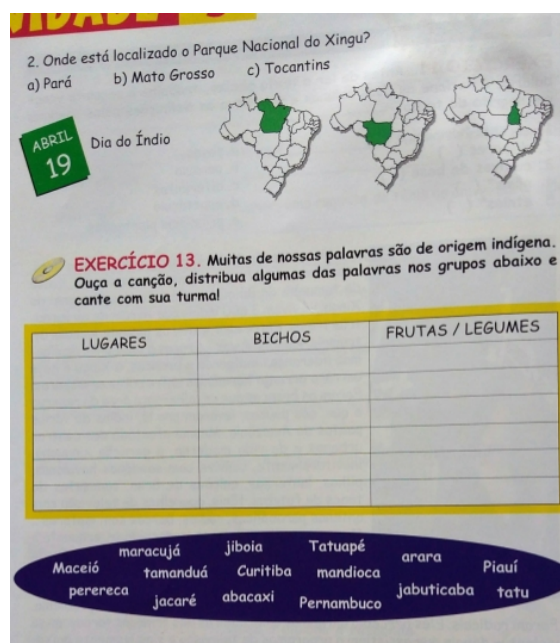 2. Onde está localizado o Parque Nacional do Xingu?
a) Pará b) Mato Grosso c) Tocantins
ABRIL
19
Dia do Índio
EXERCÍCIO 13. Muitas de nossas palavras são de origem indígena.
Ouça a canção, distribua algumas das palavras nos grupos abaixo e
cante com sua turma!
LUGARES BICHOS FRUTAS / LEGUMES
maracujá jiboia Tatuapé arara
Maceió tamanduá Curitiba mandioca Piauí
perereca jacaré abacaxi Pernambuco jabuticaba tatu